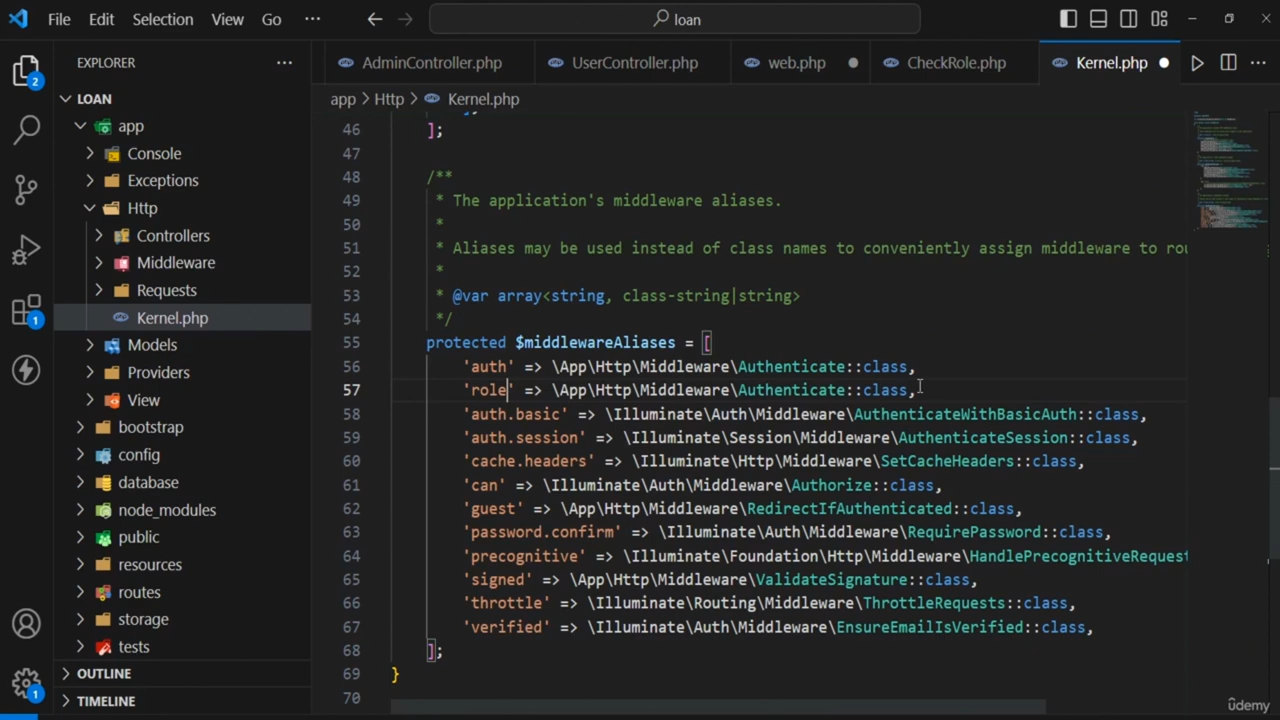 File Edit Selection View Go ··· loan
EXPLORER ···
AdminController.php UserController.php web.php CheckRole.php Kernel.php ···
app > Http > Kernel.php
LOAN
app
Console
Exceptions
Http
Controllers
Middleware
Requests
Kernel.php
Models
Providers
View
bootstrap
config
database
node_modules
public
resources
routes
storage
tests
OUTLINE
TIMELINE
2
1
1
46 ];
47
48 /**
49 * The application's middleware aliases.
50 *
51 * Aliases may be used instead of class names to conveniently assign middleware to rou
52 *
53 * @var array<string, class-string|string>
54 */
55 protected $middlewareAliases = [
56 'auth' => \App\Http\Middleware\Authenticate::class,
57 'role' => \App\Http\Middleware\Authenticate::class,
58 'auth.basic' => \Illuminate\Auth\Middleware\AuthenticateWithBasicAuth::class,
59 'auth.session' => \Illuminate\Session\Middleware\AuthenticateSession::class,
60 'cache.headers' => \Illuminate\Http\Middleware\SetCacheHeaders::class,
61 'can' => \Illuminate\Auth\Middleware\Authorize::class,
62 'guest' => \App\Http\Middleware\RedirectIfAuthenticated::class,
63 'password.confirm' => \Illuminate\Auth\Middleware\RequirePassword::class,
64 'precognitive' => \Illuminate\Foundation\Http\Middleware\HandlePrecognitiveRequest
65 'signed' => \App\Http\Middleware\ValidateSignature::class,
66 'throttle' => \Illuminate\Routing\Middleware\ThrottleRequests::class,
67 'verified' => \Illuminate\Auth\Middleware\EnsureEmailIsVerified::class,
68 ];
69 }
70
ûdemy